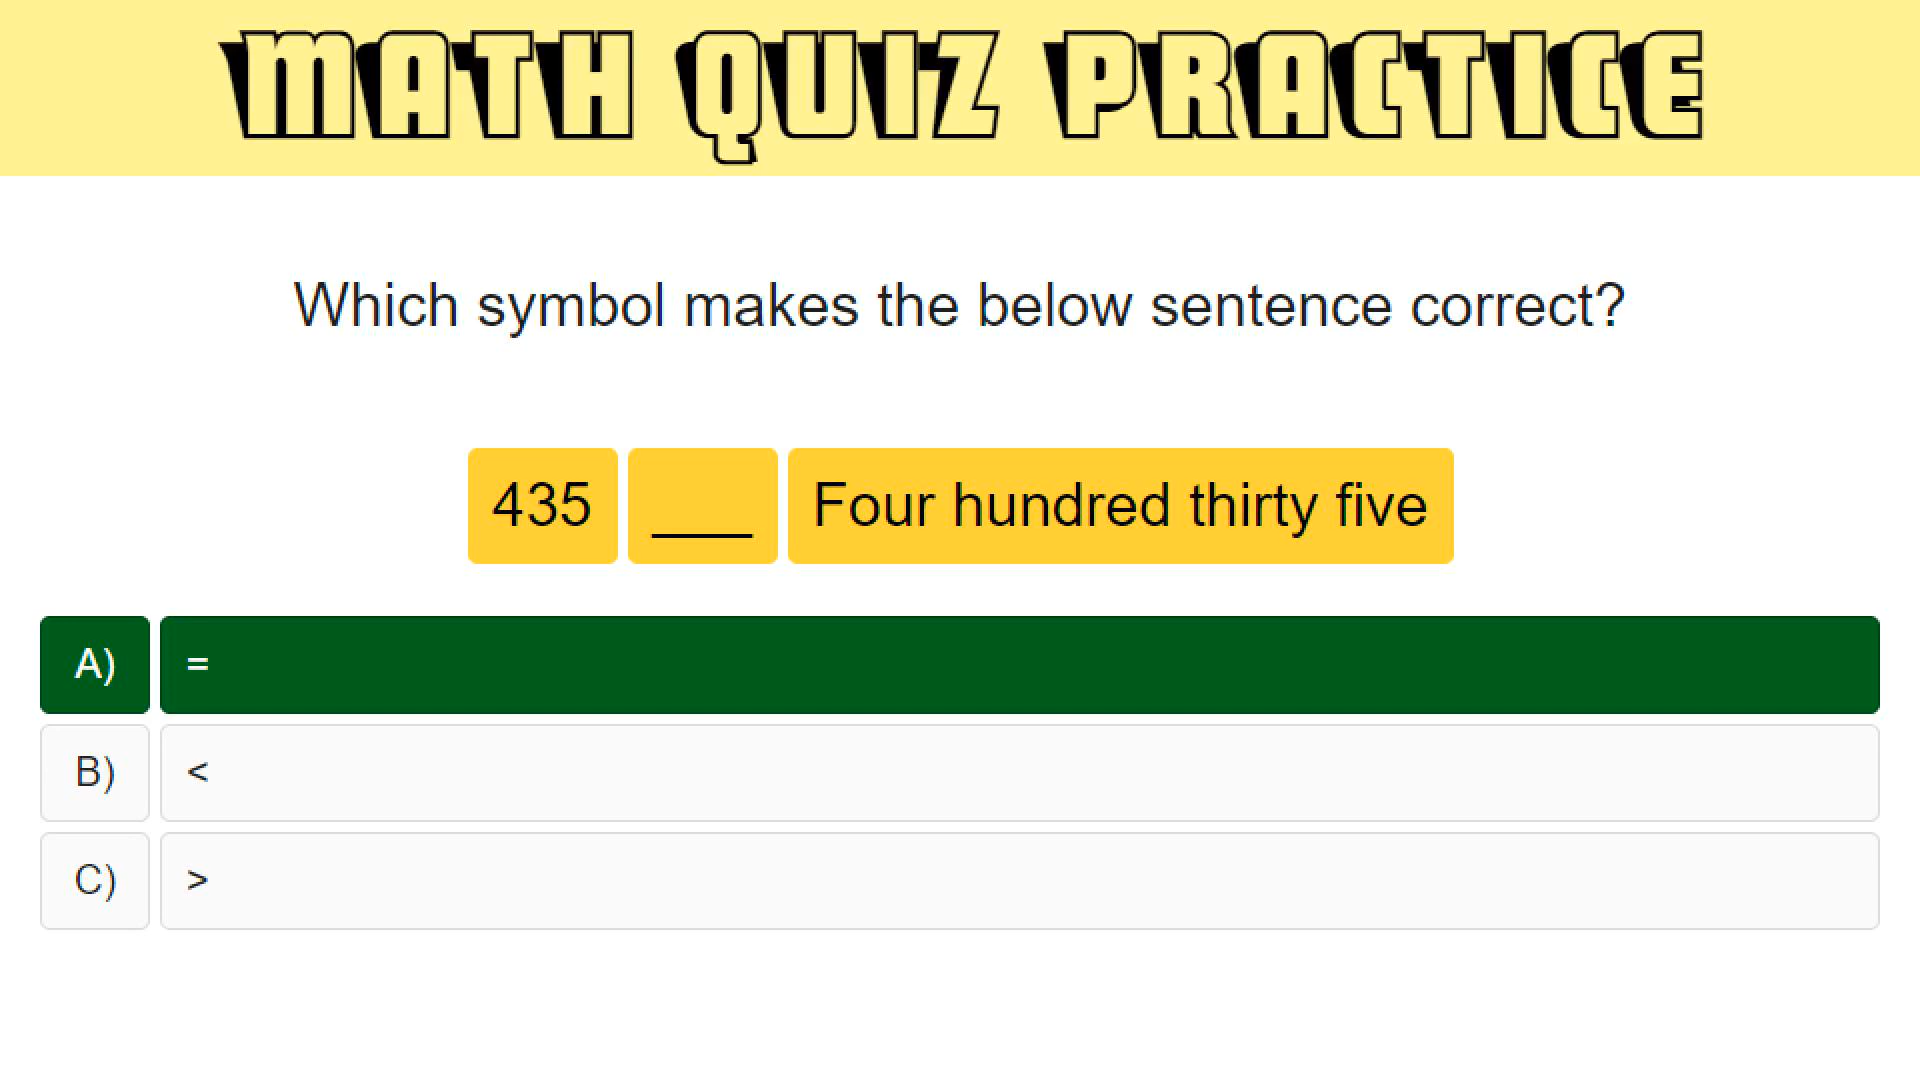 MATH QUIZ PRACTICE
Which symbol makes the below sentence correct?
435 ___ Four hundred thirty five
A) =
B) <
C) >